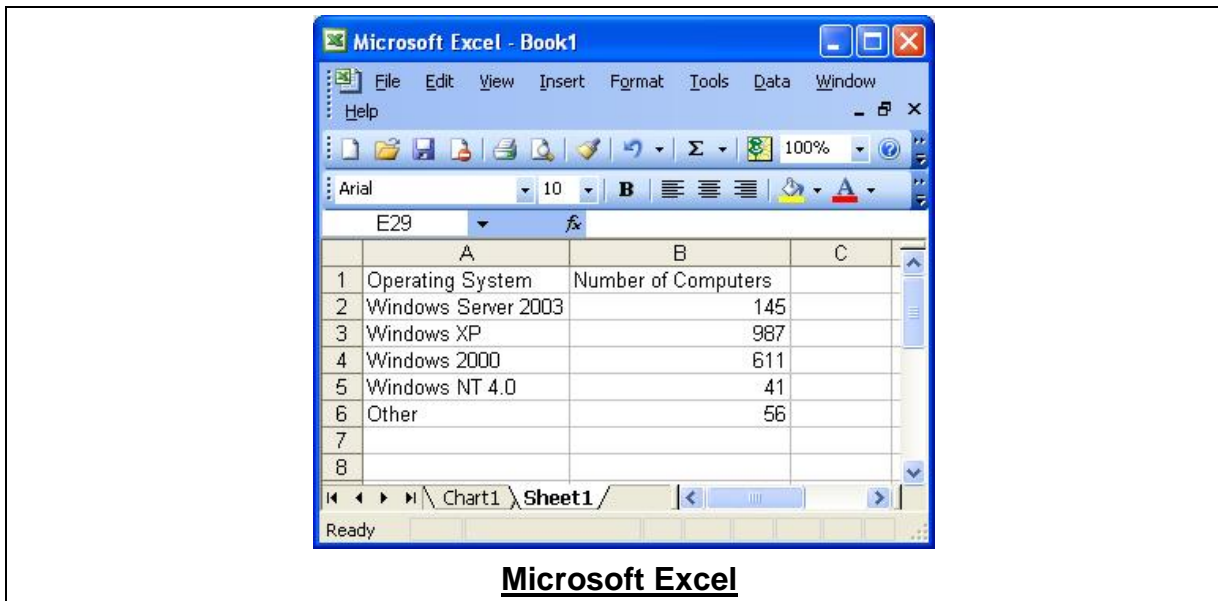 Microsoft Excel - Book1
File Edit View Insert Format Tools Data Window
Help
Σ 100%
Arial 10 B A
E29 fx
A B C
1 Operating System Number of Computers
2 Windows Server 2003 145
3 Windows XP 987
4 Windows 2000 611
5 Windows NT 4.0 41
6 Other 56
7
8
Chart1 Sheet1
Ready
Microsoft Excel